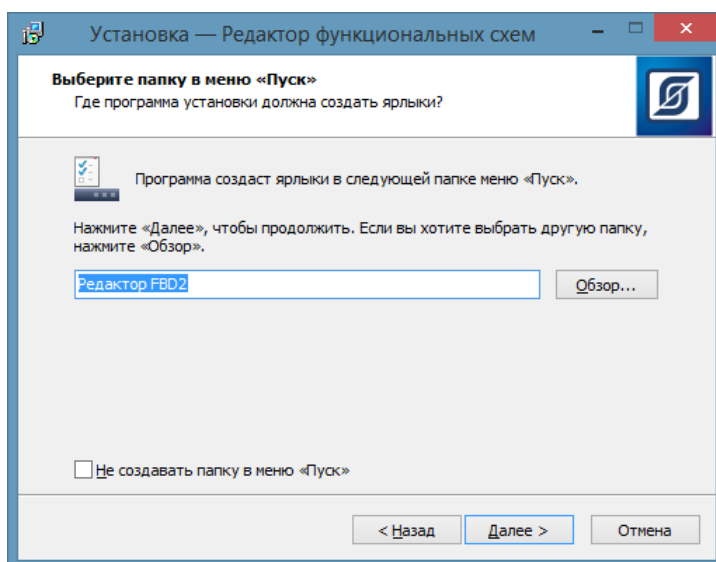 Установка — Редактор функциональных схем
Выберите папку в меню «Пуск»
Где программа установки должна создать ярлыки?
Программа создаст ярлыки в следующей папке меню «Пуск».
Нажмите «Далее», чтобы продолжить. Если вы хотите выбрать другую папку,
нажмите «Обзор».
Редактор FBD2
Обзор...
Не создавать папку в меню «Пуск»
< Назад
Далее >
Отмена